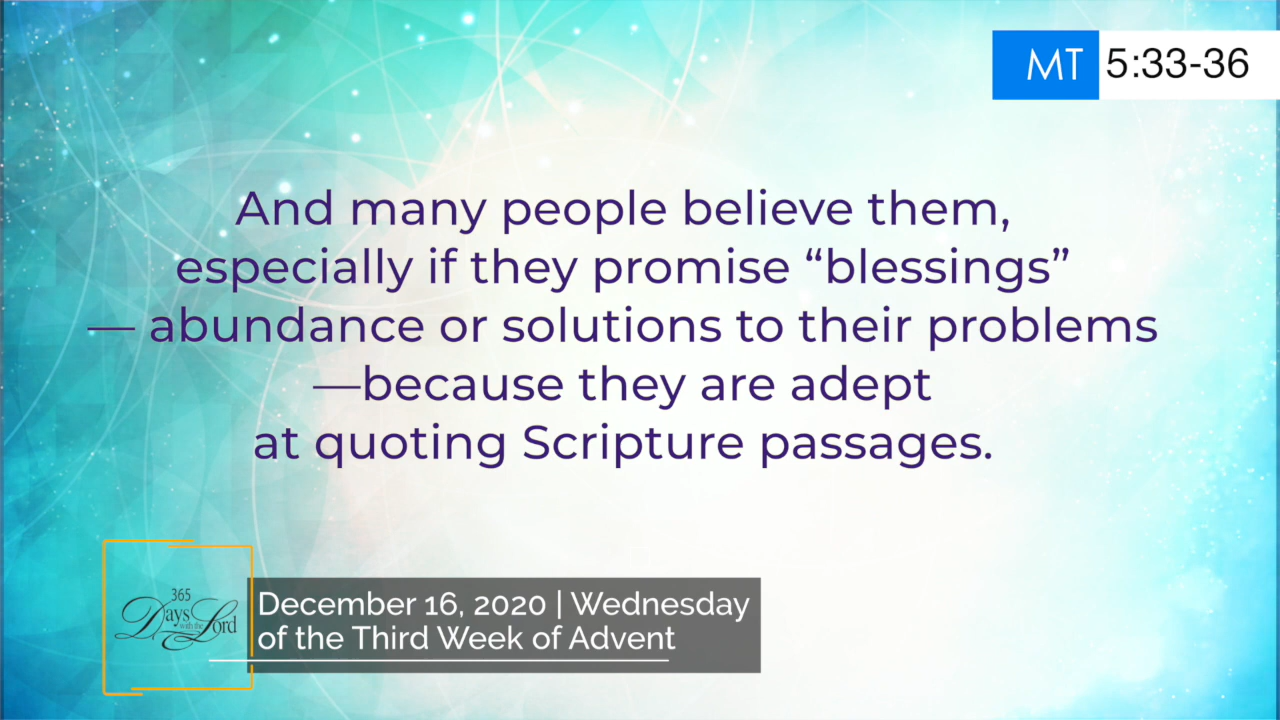 MT 5:33-36
And many people believe them,
especially if they promise “blessings”
— abundance or solutions to their problems
—because they are adept
at quoting Scripture passages.
365
Days with the Lord
December 16, 2020 | Wednesday
of the Third Week of Advent